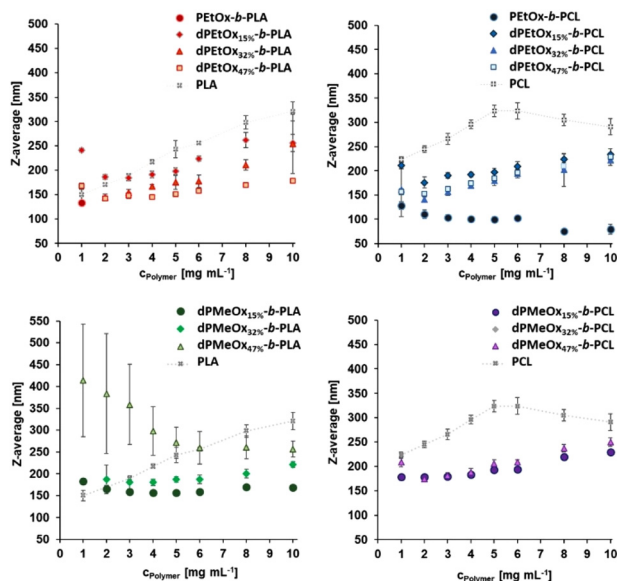 PEtOx-b-PLA
dPEtOx15%-b-PLA
dPEtOx32%-b-PLA
dPEtOx47%-b-PLA
PLA
Z-average [nm]
500
450
400
350
300
250
200
150
100
50
0 1 2 3 4 5 6 7 8 9 10
cPolymer [mg mL-1]
PEtOx-b-PCL
dPEtOx15%-b-PCL
dPEtOx32%-b-PCL
dPEtOx47%-b-PCL
PCL
Z-average [nm]
500
450
400
350
300
250
200
150
100
50
0 1 2 3 4 5 6 7 8 9 10
cPolymer [mg mL-1]
dPMeOx15%-b-PLA
dPMeOx32%-b-PLA
dPMeOx47%-b-PLA
PLA
Z-average [nm]
550
500
450
400
350
300
250
200
150
100
50
0 1 2 3 4 5 6 7 8 9 10
cPolymer [mg mL-1]
dPMeOx15%-b-PCL
dPMeOx32%-b-PCL
dPMeOx47%-b-PCL
PCL
Z-average [nm]
500
450
400
350
300
250
200
150
100
50
0 1 2 3 4 5 6 7 8 9 10
cPolymer [mg mL-1]